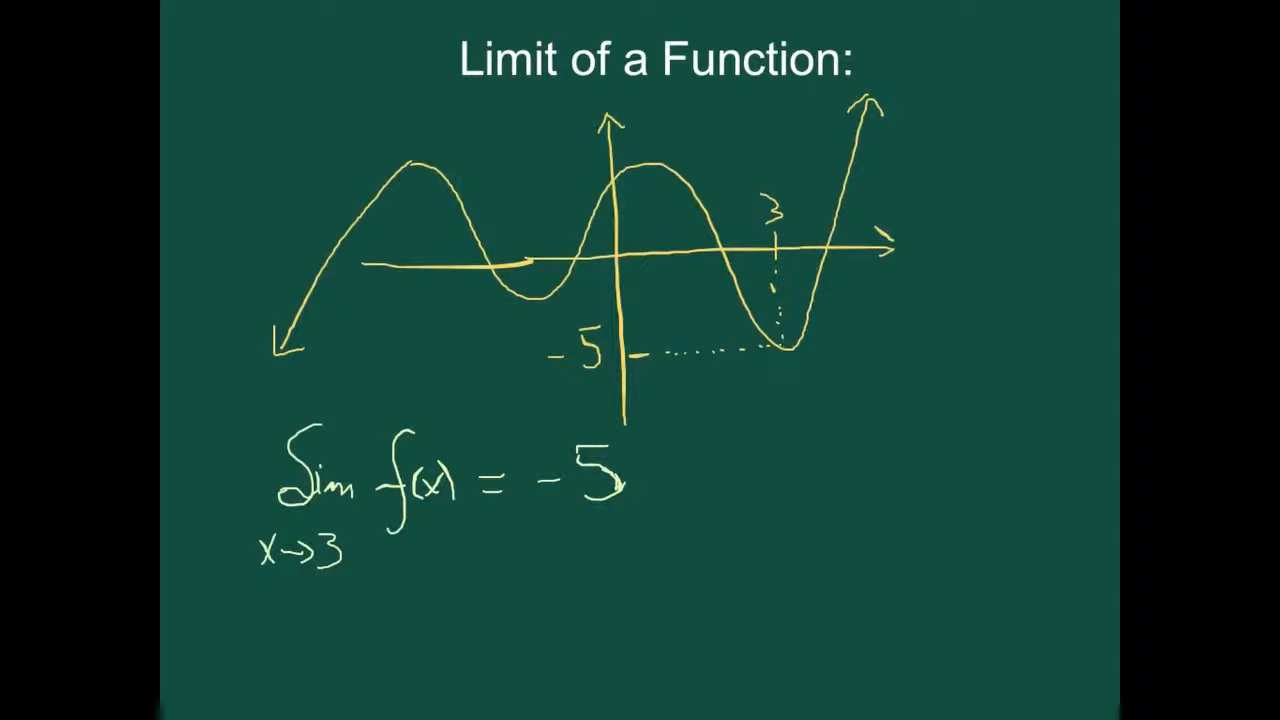 Limit of a Function:
3
-5
lim f(x) = -5
x→3